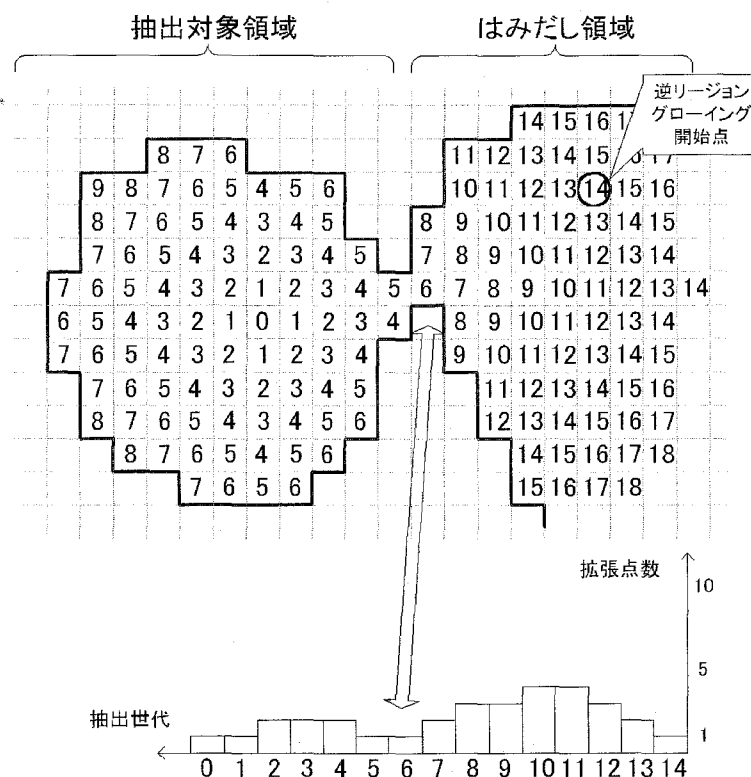 抽出対象領域 はみだし領域
逆リージョン
グローイング
開始点
14 15 16
8 7 6 11 12 13 14 15
9 8 7 6 5 4 5 6 10 11 12 13 14 15 16
8 7 6 5 4 3 4 5 8 9 10 11 12 13 14 15
7 6 5 4 3 2 3 4 5 7 8 9 10 11 12 13 14
7 6 5 4 3 2 1 2 3 4 5 6 7 8 9 10 11 12 13 14
6 5 4 3 2 1 0 1 2 3 4 8 9 10 11 12 13 14
7 6 5 4 3 2 1 2 3 4 9 10 11 12 13 14 15
7 6 5 4 3 2 3 4 5 11 12 13 14 15 16
8 7 6 5 4 3 4 5 6 12 13 14 15 16 17
8 7 6 5 4 5 6 14 15 16 17 18
7 6 5 6 15 16 17 18
拡張点数
10
5
1
抽出世代
0 1 2 3 4 5 6 7 8 9 10 11 12 13 14